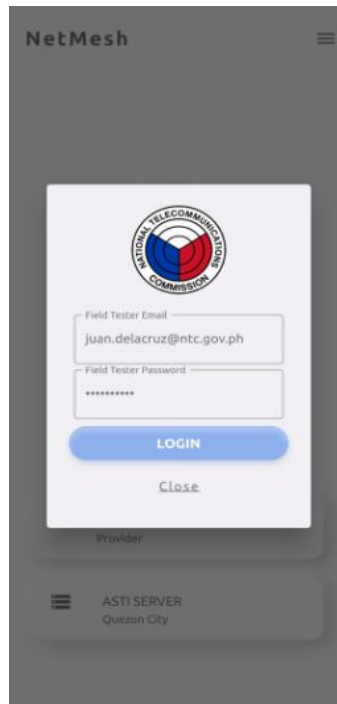 NetMesh
NATIONAL TELECOMMUNICATIONS COMMISSION
Field Tester Email
juan.delacruz@ntc.gov.ph
Field Tester Password
**********
LOGIN
Close
Provider
ASTI SERVER
Quezon City